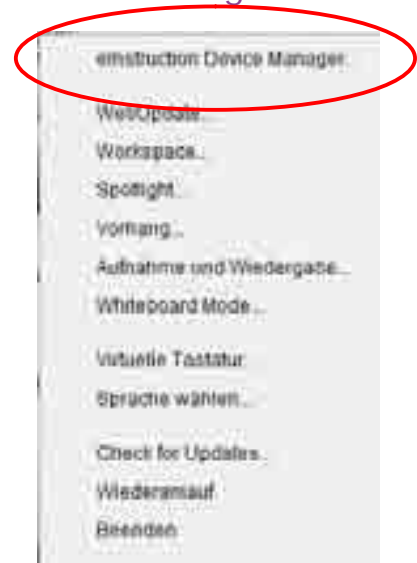 eInstruction Device Manager...
WebUpdate...
Workspace...
Spotlight...
Vorhang...
Aufnahme und Wiedergabe...
Whiteboard Mode...
Virtuelle Tastatur
Sprache wählen...
Check for Updates...
Wiederanlauf
Beenden